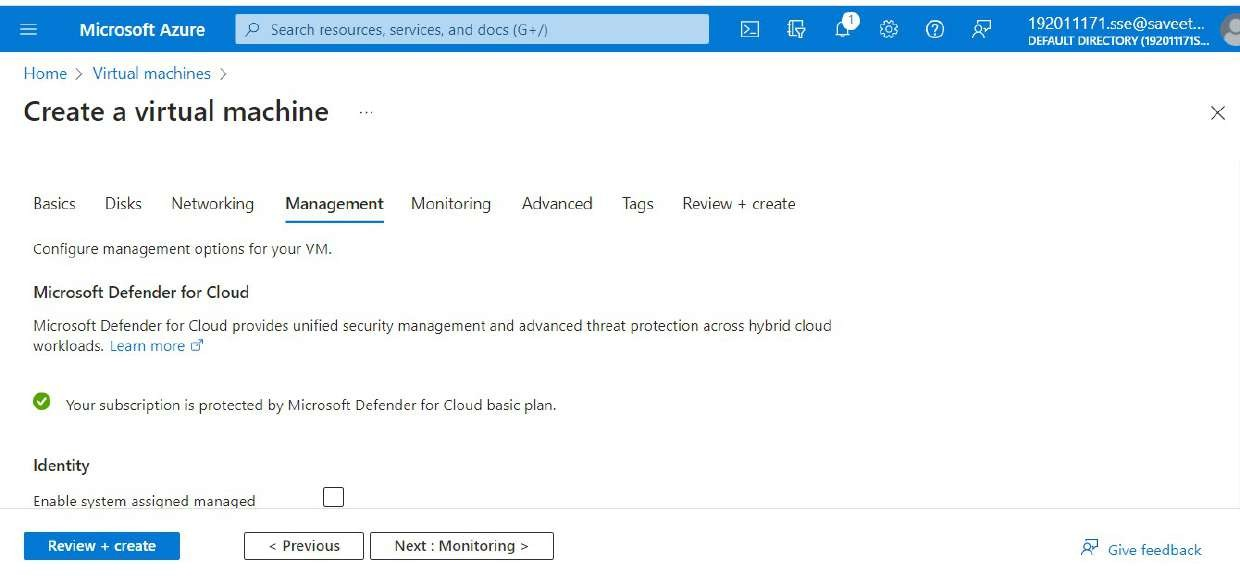 Microsoft Azure
Search resources, services, and docs (G+/)
1
192011171.sse@saveet...
DEFAULT DIRECTORY (192011171S...
Home > Virtual machines >
Create a virtual machine ...
Basics Disks Networking Management Monitoring Advanced Tags Review + create
Configure management options for your VM.
Microsoft Defender for Cloud
Microsoft Defender for Cloud provides unified security management and advanced threat protection across hybrid cloud
workloads. Learn more
Your subscription is protected by Microsoft Defender for Cloud basic plan.
Identity
Enable system assigned managed
Review + create < Previous Next : Monitoring > Give feedback